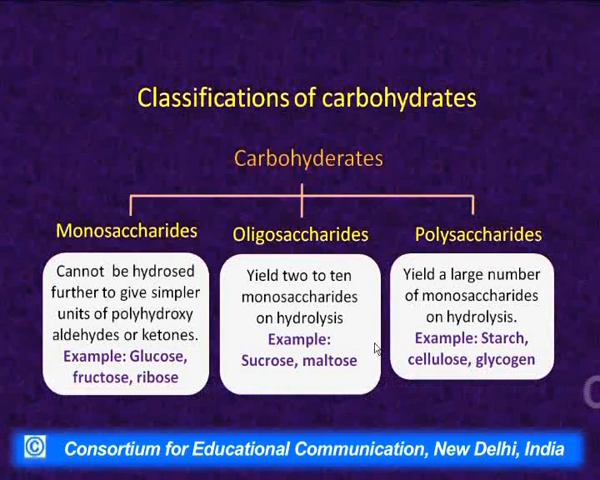 Classifications of carbohydrates
Carbohyderates
Monosaccharides
Cannot be hydrosed
further to give simpler
units of polyhydroxy
aldehydes or ketones.
Example: Glucose,
fructose, ribose
Oligosaccharides
Yield two to ten
monosaccharides
on hydrolysis
Example:
Sucrose, maltose
Polysaccharides
Yield a large number
of monosaccharides
on hydrolysis.
Example: Starch,
cellulose, glycogen
© Consortium for Educational Communication, New Delhi, India